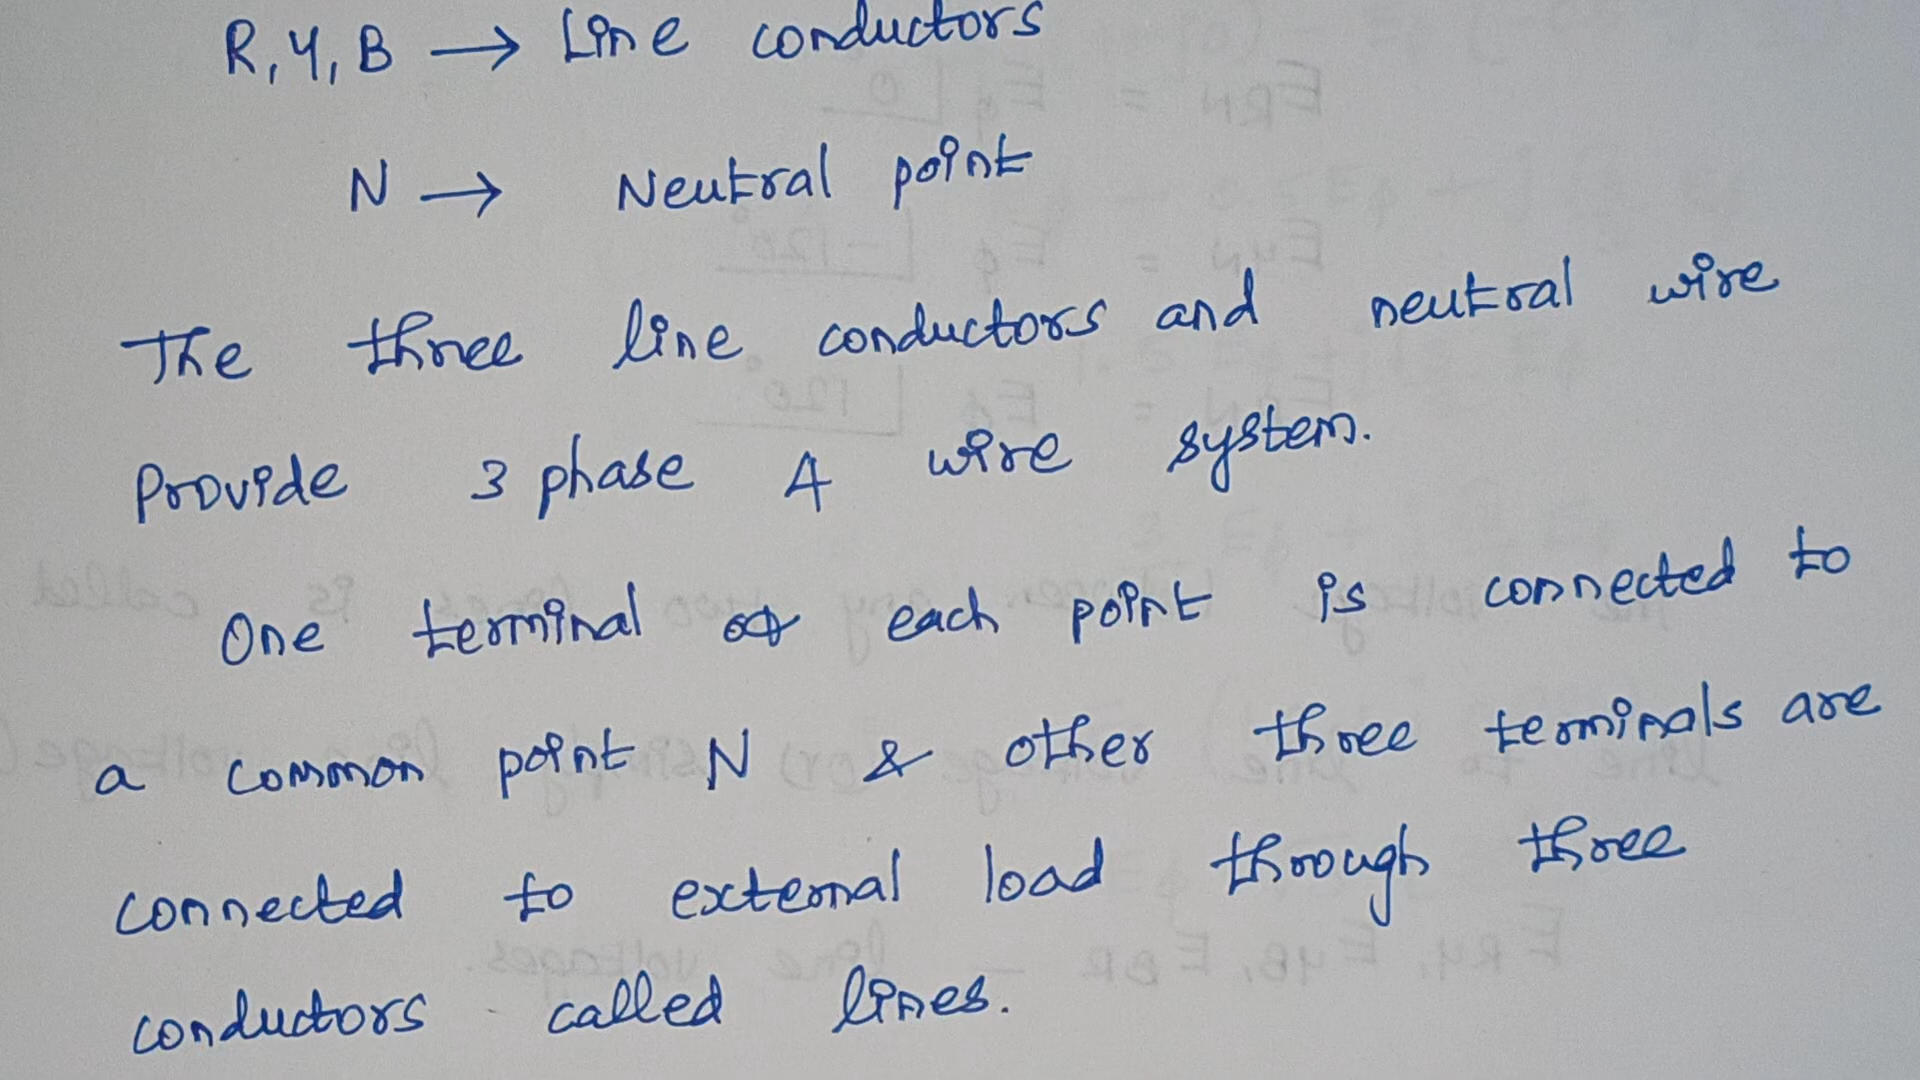 R, Y, B → Line conductors
N → Neutral point
The three line conductors and neutral wire
Provide 3 phase 4 wire system.
One terminal of each point is connected to
a common point N & other three terminals are
connected to external load through three
conductors called lines.